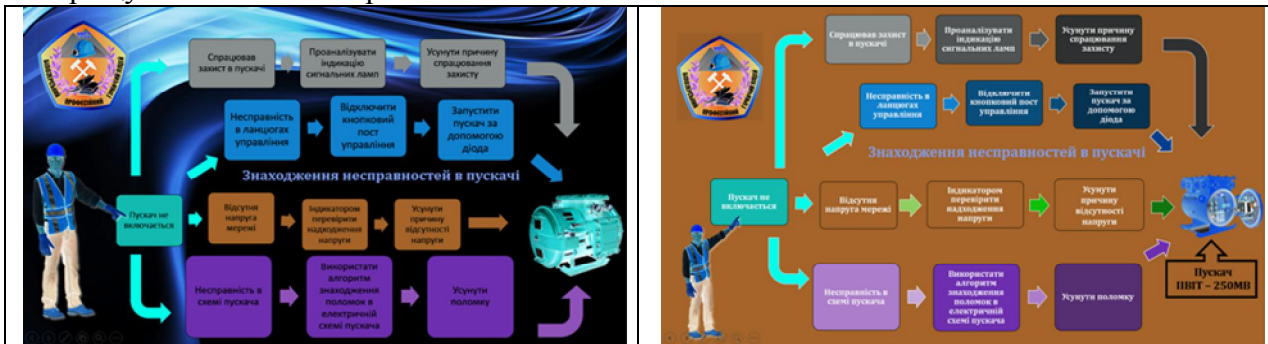 Спрацював
захист в пускачі
Проаналізувати
індикацію
сигнальних ламп
Усунути причину
спрацювання
захисту
Несправність
в ланцюгах
управління
Відключити
кнопковий
пост
управління
Запустити
пускач за
допомогою
діода
Знаходження несправностей в пускачі
Пускач не
включається
Відсутня
напруга
мережі
Індикатором
перевірити
надходження
напруги
Усунути
причину
відсутності
напруги
Несправність в
схемі пускача
Використати
алгоритм
знаходження
поломок в
електричній
схемі пускача
Усунути
поломку
Спрацював захист
в пускачі
Проаналізувати
індикацію
сигнальних ламп
Усунути причину
спрацювання
захисту
Несправність в
ланцюгах
управління
Відключити
кнопковий пост
управління
Запустити
пускач за
допомогою
діода
Знаходження несправностей в пускачі
Пускач не
включається
Відсутня
напруга мережі
Індикатором
перевірити
надходження
напруги
Усунути
причину
відсутності
напруги
Несправність в
схемі пускача
Використати
алгоритм
знаходження
поломок в
електричній
схемі пускача
Усунути поломку
Пускач
ПВІТ – 250МВ